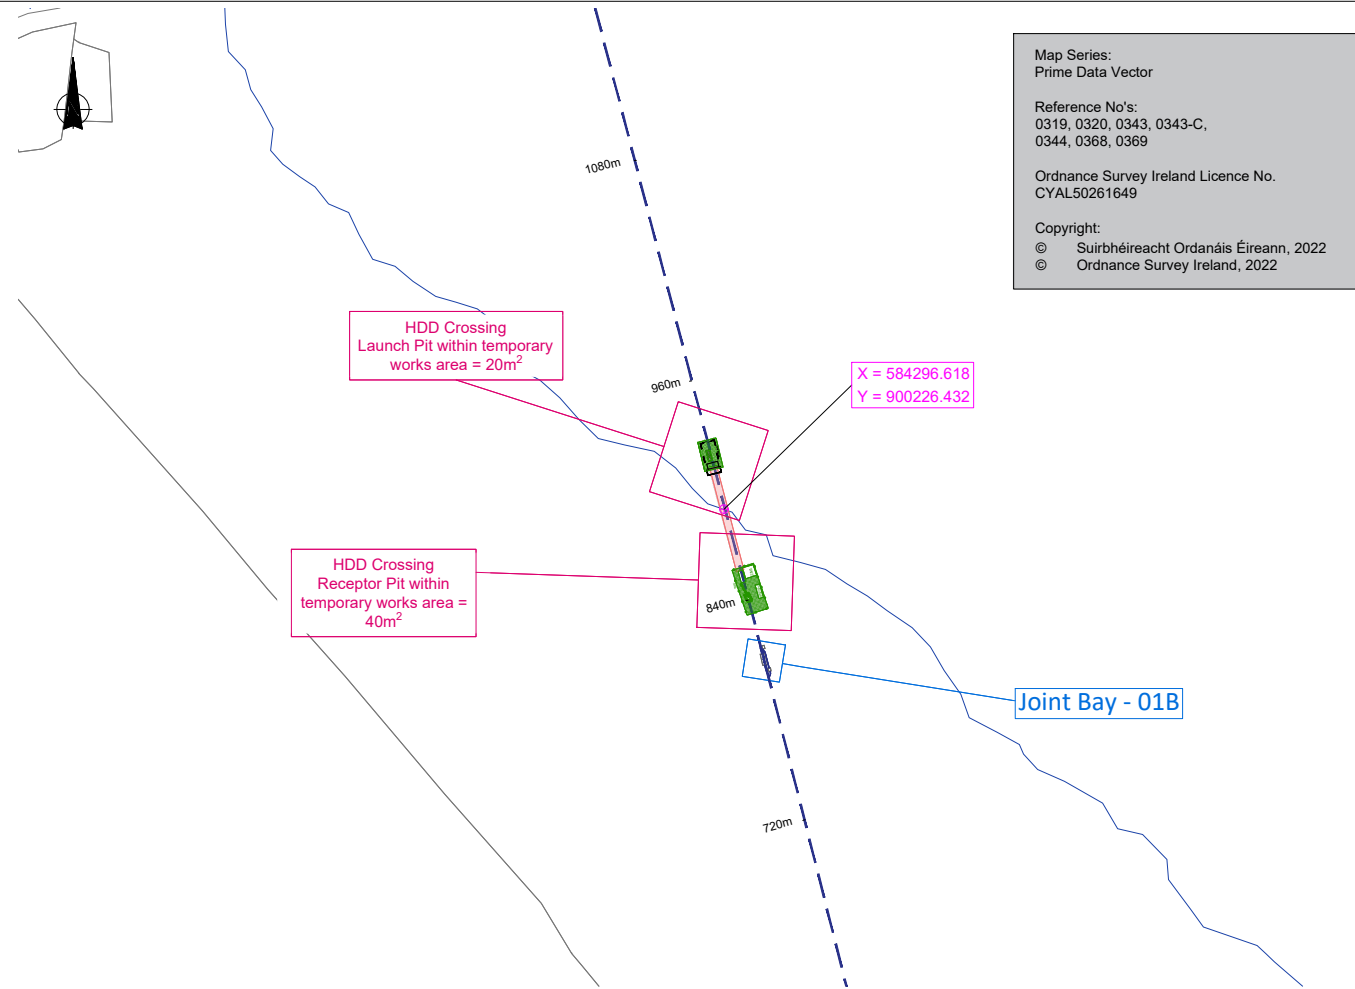 Map Series:
Prime Data Vector
Reference No's:
0319, 0320, 0343, 0343-C,
0344, 0368, 0369
Ordnance Survey Ireland Licence No.
CYAL50261649
Copyright:
© Suirbhéireacht Ordanáis Éireann, 2022
© Ordnance Survey Ireland, 2022
1080m
HDD Crossing
Launch Pit within temporary
works area = 20m²
960m
X = 584296.618
Y = 900226.432
HDD Crossing
Receptor Pit within
temporary works area =
40m²
840m
Joint Bay - 01B
720m